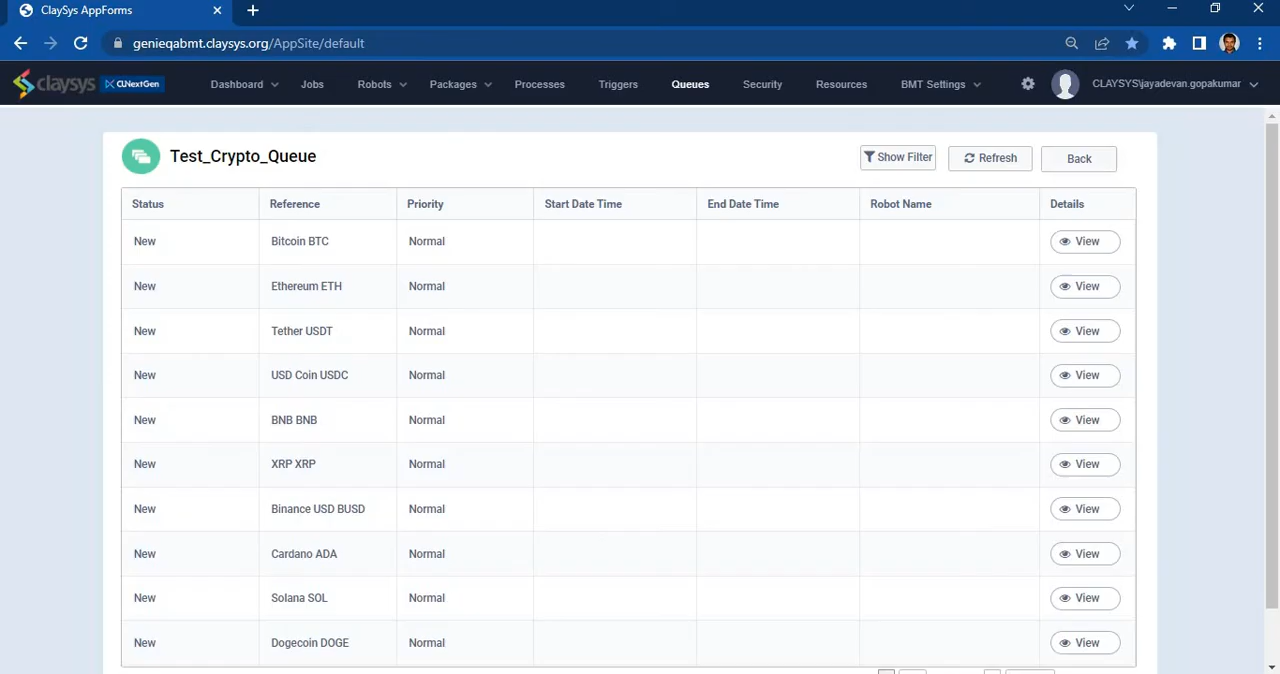 ClaySys AppForms
genieqabmt.claysys.org/AppSite/default
claysys CLNextGen Dashboard Jobs Robots Packages Processes Triggers Queues Security Resources BMT Settings CLAYSYS\jayadevan.gopakumar
Test_Crypto_Queue Show Filter Refresh Back
Status Reference Priority Start Date Time End Date Time Robot Name Details
New Bitcoin BTC Normal View
New Ethereum ETH Normal View
New Tether USDT Normal View
New USD Coin USDC Normal View
New BNB BNB Normal View
New XRP XRP Normal View
New Binance USD BUSD Normal View
New Cardano ADA Normal View
New Solana SOL Normal View
New Dogecoin DOGE Normal View